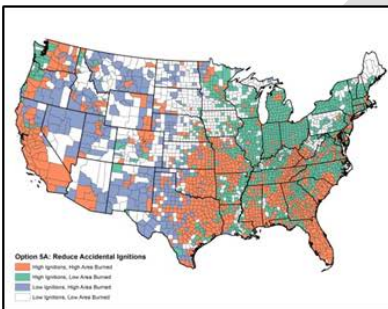 Option 5A: Reduce Accidental Ignitions
High Ignitions, High Area Burned
High Ignitions, Low Area Burned
Low Ignitions, High Area Burned
Low Ignitions, Low Area Burned